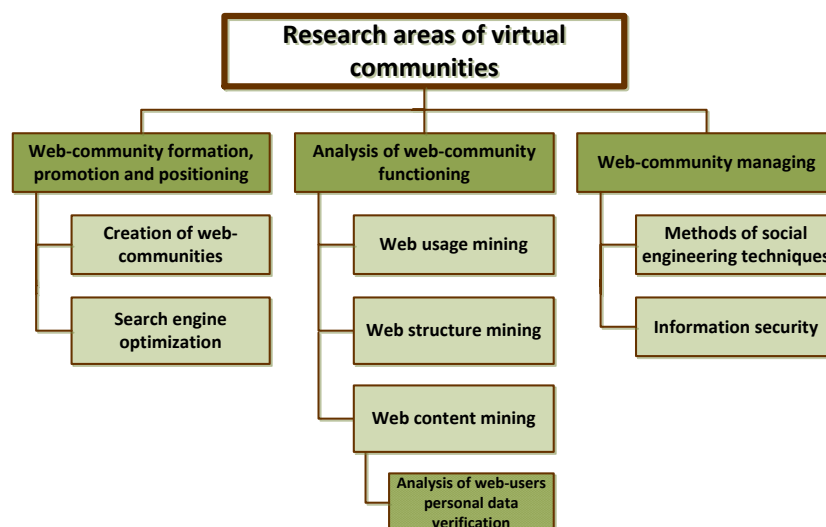 Research areas of virtual
communities
Web-community formation,
promotion and positioning
Creation of web-
communities
Search engine
optimization
Analysis of web-community
functioning
Web usage mining
Web structure mining
Web content mining
Analysis of web-users
personal data
verification
Web-community managing
Methods of social
engineering techniques
Information security